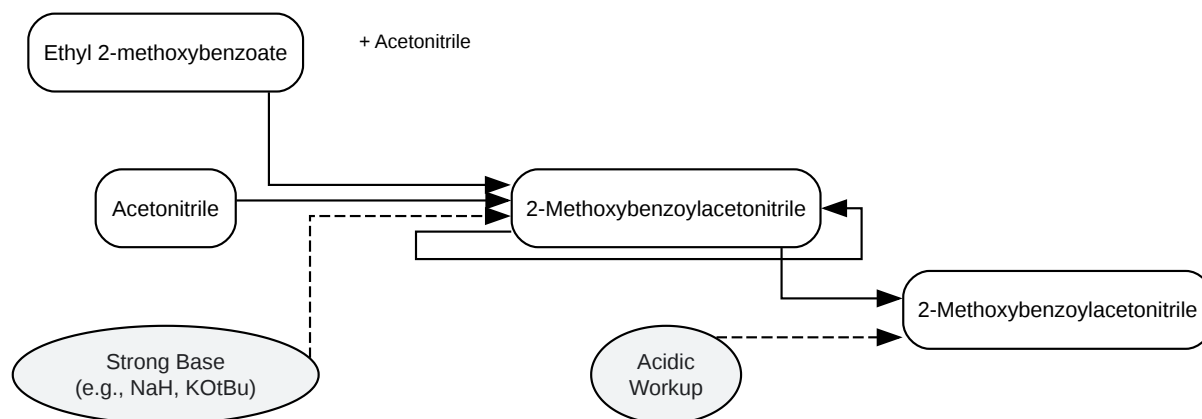 Ethyl 2-methoxybenzoate
+ Acetonitrile
Acetonitrile
2-Methoxybenzoylacetonitrile
2-Methoxybenzoylacetonitrile
Strong Base
(e.g., NaH, KOtBu)
Acidic
Workup